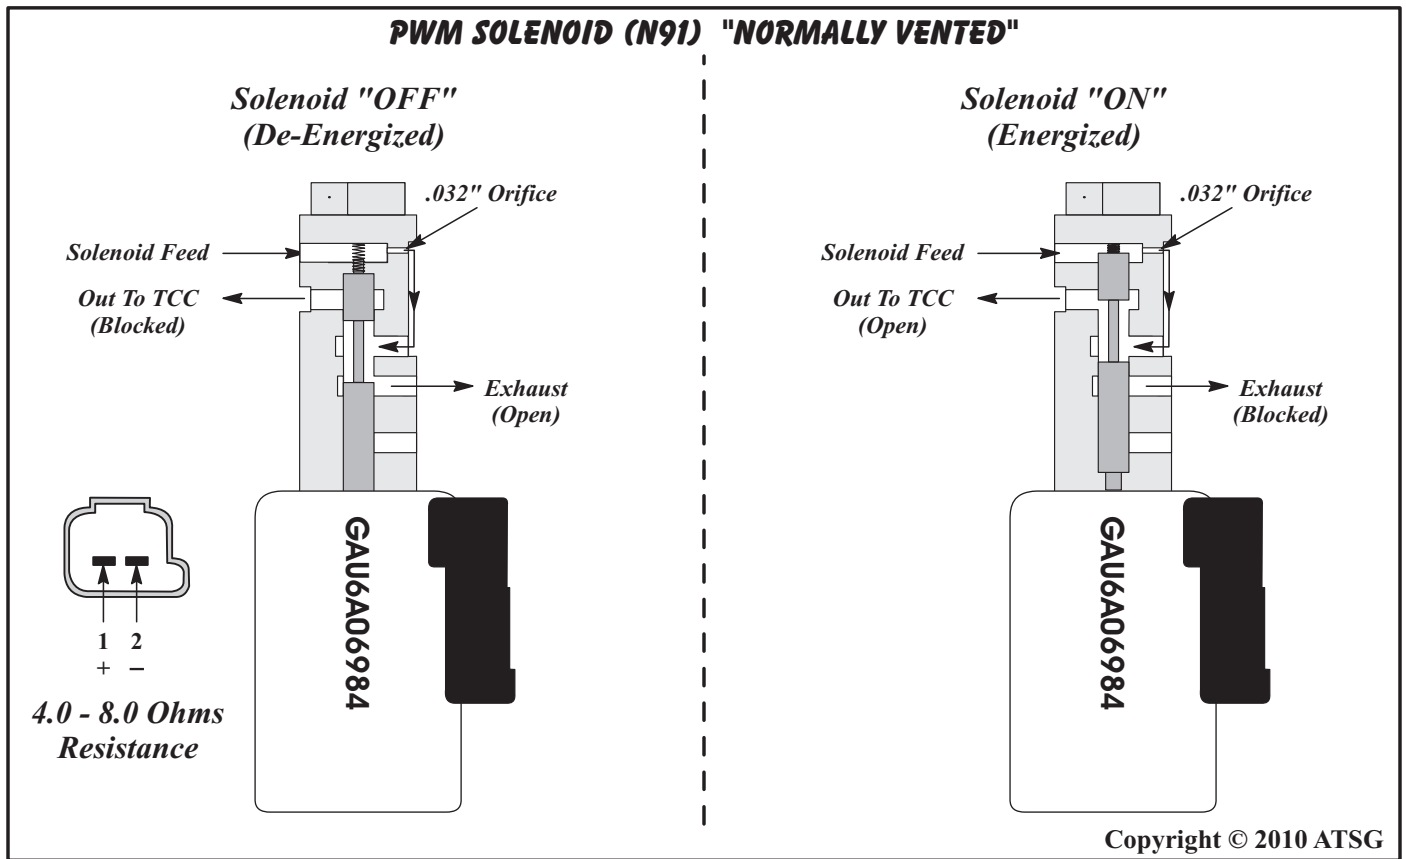 PWM SOLENOID (N91) "NORMALLY VENTED"
Solenoid "OFF"
(De-Energized)
.032" Orifice
Solenoid Feed
Out To TCC
(Blocked)
Exhaust
(Open)
GAU6A06984
1 2
+ –
4.0 - 8.0 Ohms
Resistance
Solenoid "ON"
(Energized)
.032" Orifice
Solenoid Feed
Out To TCC
(Open)
Exhaust
(Blocked)
GAU6A06984
Copyright © 2010 ATSG